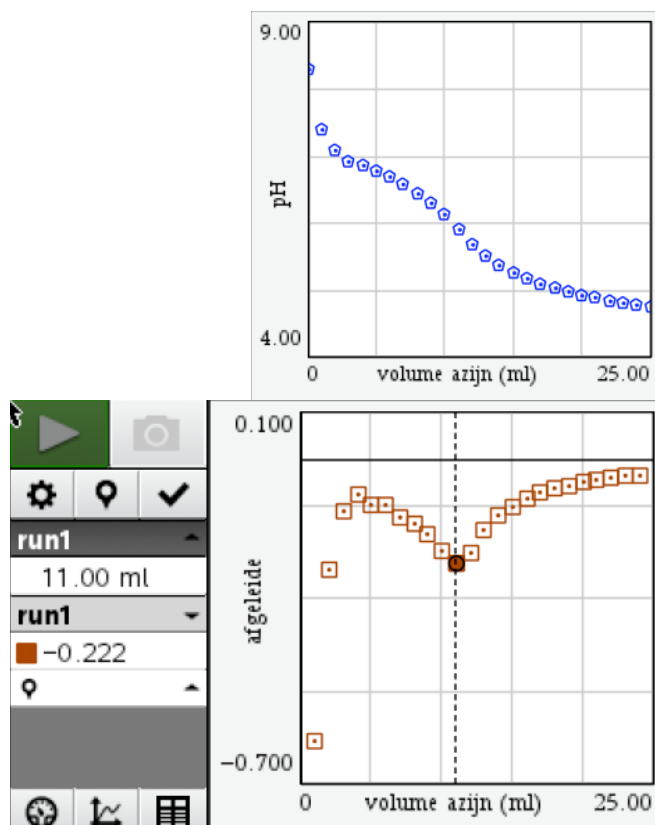 9.00
pH
4.00
0
volume azijn (ml)
25.00
run1
11.00 ml
run1
−0.222
0.100
afgeleide
−0.700
0
volume azijn (ml)
25.00